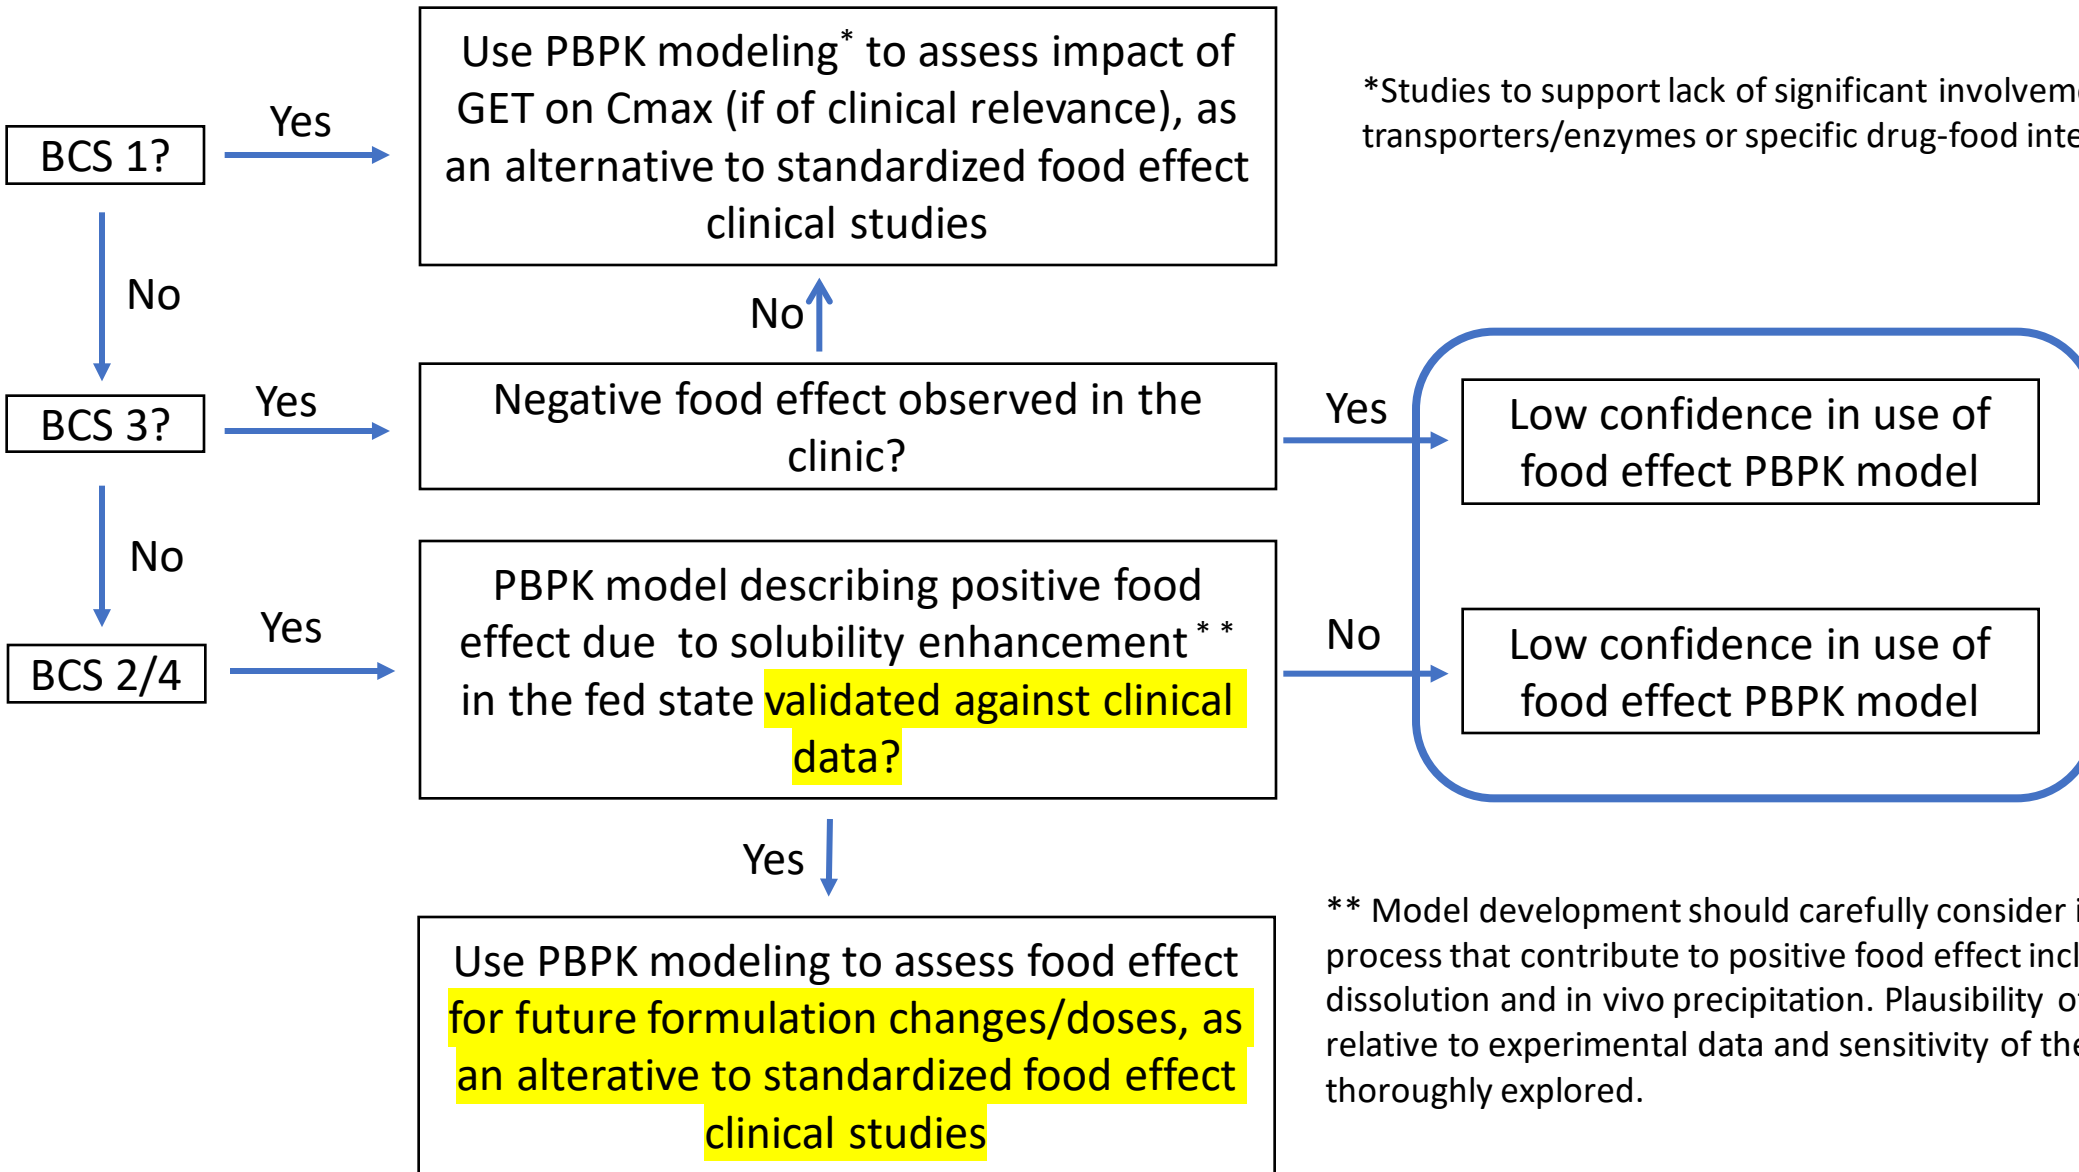 Use PBPK modeling* to assess impact of
GET on Cmax (if of clinical relevance), as
an alternative to standardized food effect
clinical studies
*Studies to support lack of significant
transporters/enzymes or specific drug-food
BCS 1?
Yes
No
No
BCS 3?
Yes
Negative food effect observed in the
clinic?
Yes
Low confidence in use of
food effect PBPK model
No
BCS 2/4
Yes
PBPK model describing positive food
effect due to solubility enhancement**
in the fed state validated against clinical
data?
No
Low confidence in use of
food effect PBPK model
Yes
Use PBPK modeling to assess food effect
for future formulation changes/doses, as
an alterative to standardized food effect
clinical studies
** Model development should carefully consider
process that contribute to positive food effect
dissolution and in vivo precipitation. Plausibility
relative to experimental data and sensitivity of
thoroughly explored.